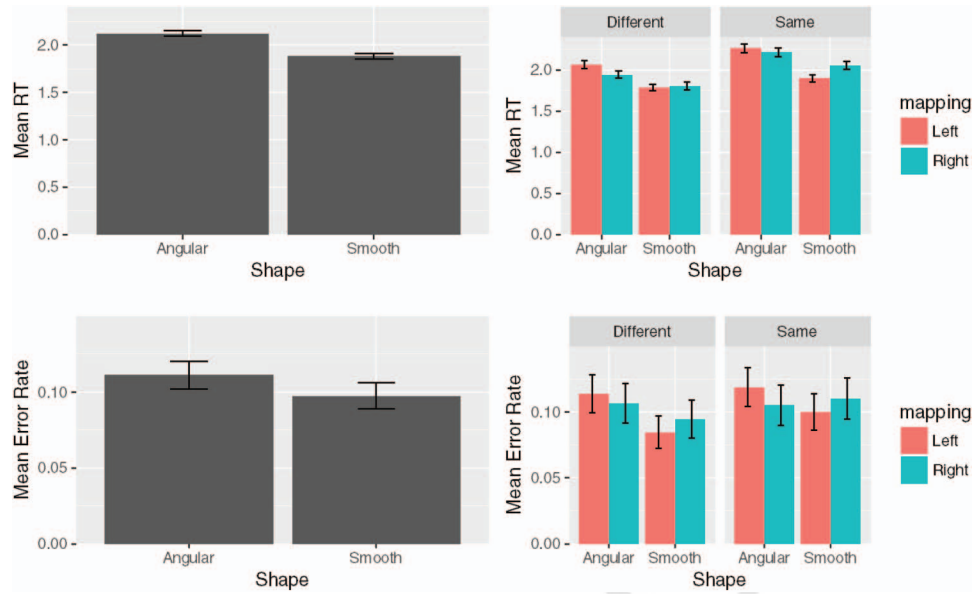 Mean RT
2.0
1.5
1.0
0.5
0.0
Angular
Smooth
Shape
Different
Same
Mean RT
2.0
1.5
1.0
0.5
0.0
Angular
Smooth
Angular
Smooth
Shape
mapping
Left
Right
Mean Error Rate
0.10
0.05
0.00
Angular
Smooth
Shape
Different
Same
Mean Error Rate
0.10
0.05
0.00
Angular
Smooth
Angular
Smooth
Shape
mapping
Left
Right